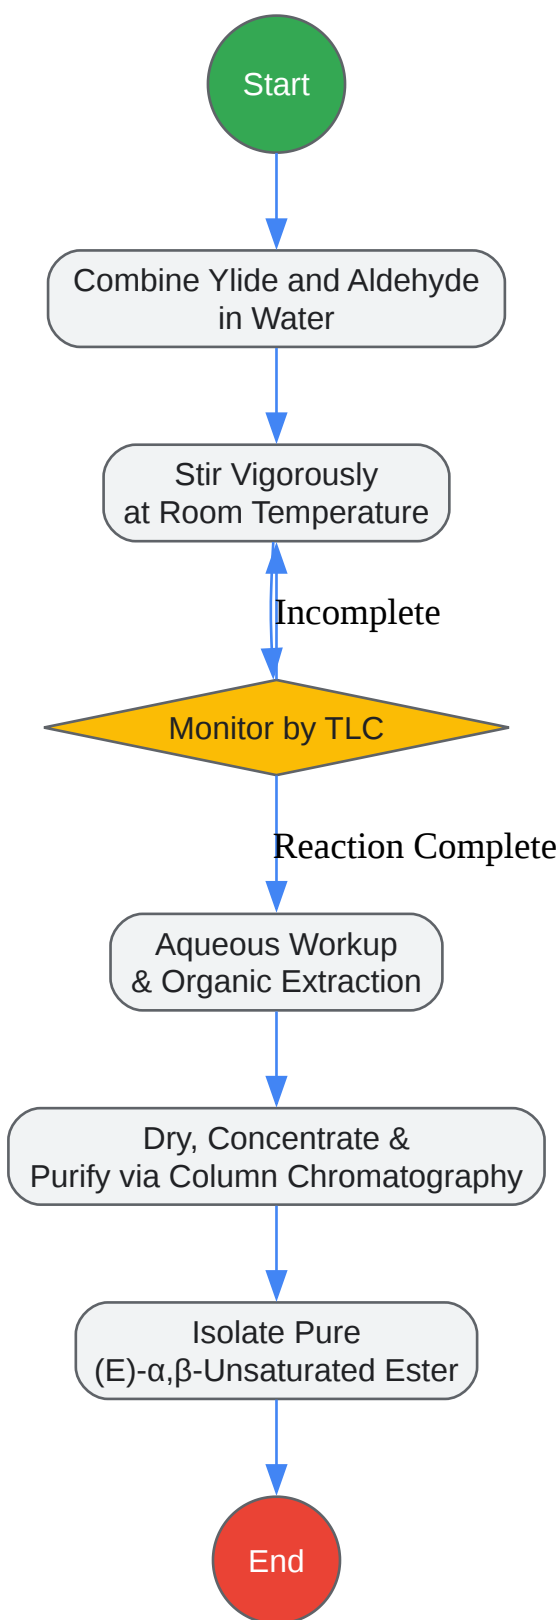 Start
Combine Ylide and Aldehyde
in Water
Stir Vigorously
at Room Temperature
Incomplete
Monitor by TLC
Reaction Complete
Aqueous Workup
& Organic Extraction
Dry, Concentrate &
Purify via Column Chromatography
Isolate Pure
(E)-α,β-Unsaturated Ester
End